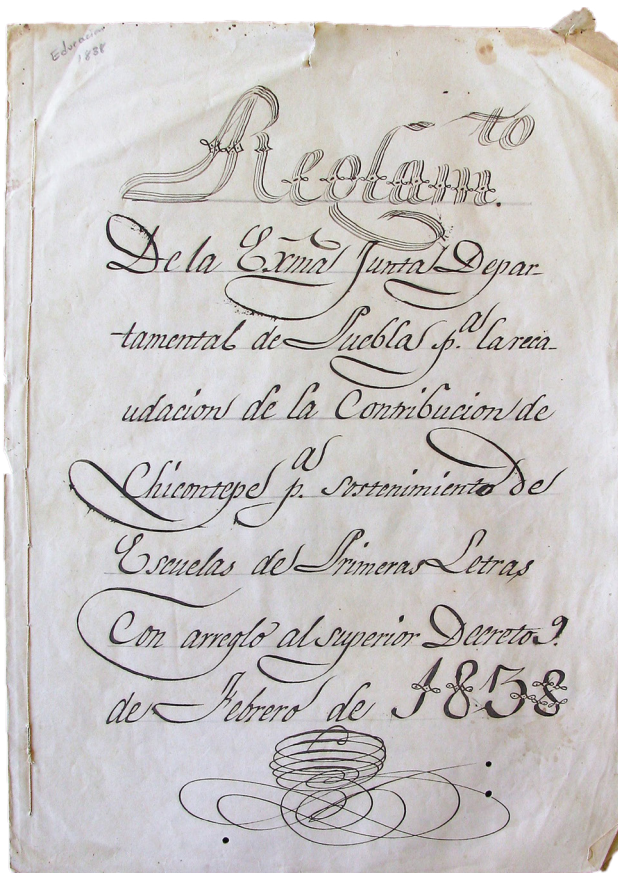 Educacion
1838
Reglam.to
De la Exmã Junta Depar-
tamental de Puebla p.a la reca-
udacion de la Contribucion de
Chicontepec p.a sostenimiento de
Escuelas de Primeras Letras
Con arreglo al superior Decreto 9.
de Febrero de 1838